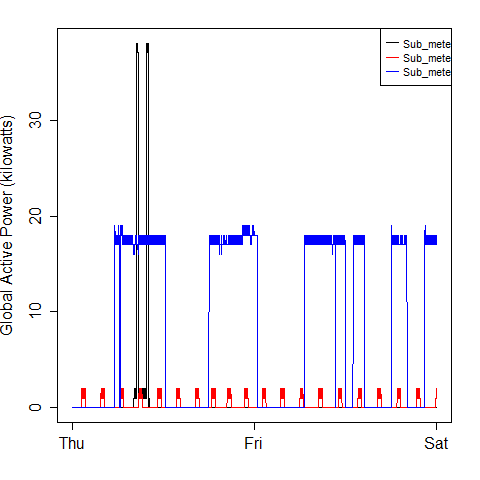 Sub_mete
Sub_mete
Sub_mete
Global Active Power (kilowatts)
30
20
10
0
Thu Fri Sat